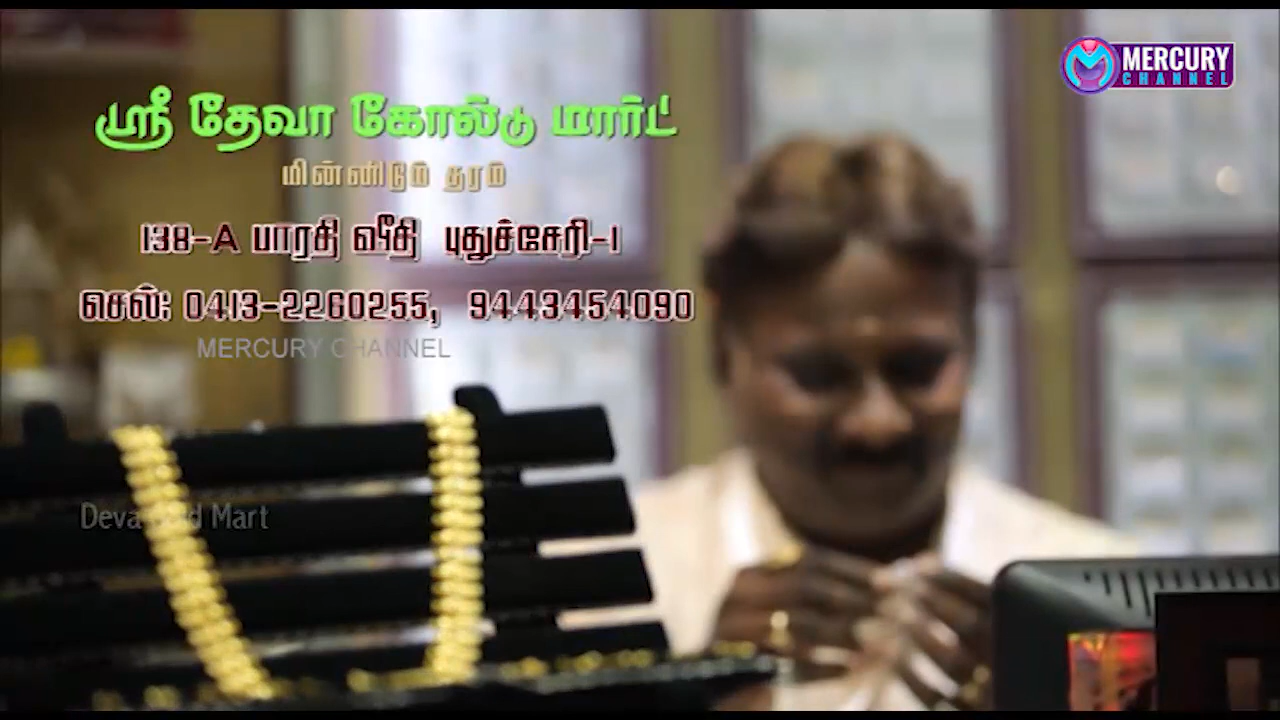 MERCURY
CHANNEL
ஸ்ரீ தேவா கோல்டு மார்ட்
மின்னிடும் தரம்
138-A பாரதி வீதி புதுச்சேரி-1
செல்: 0413-2260255, 9443454090
MERCURY CHANNEL
Deva Gold Mart